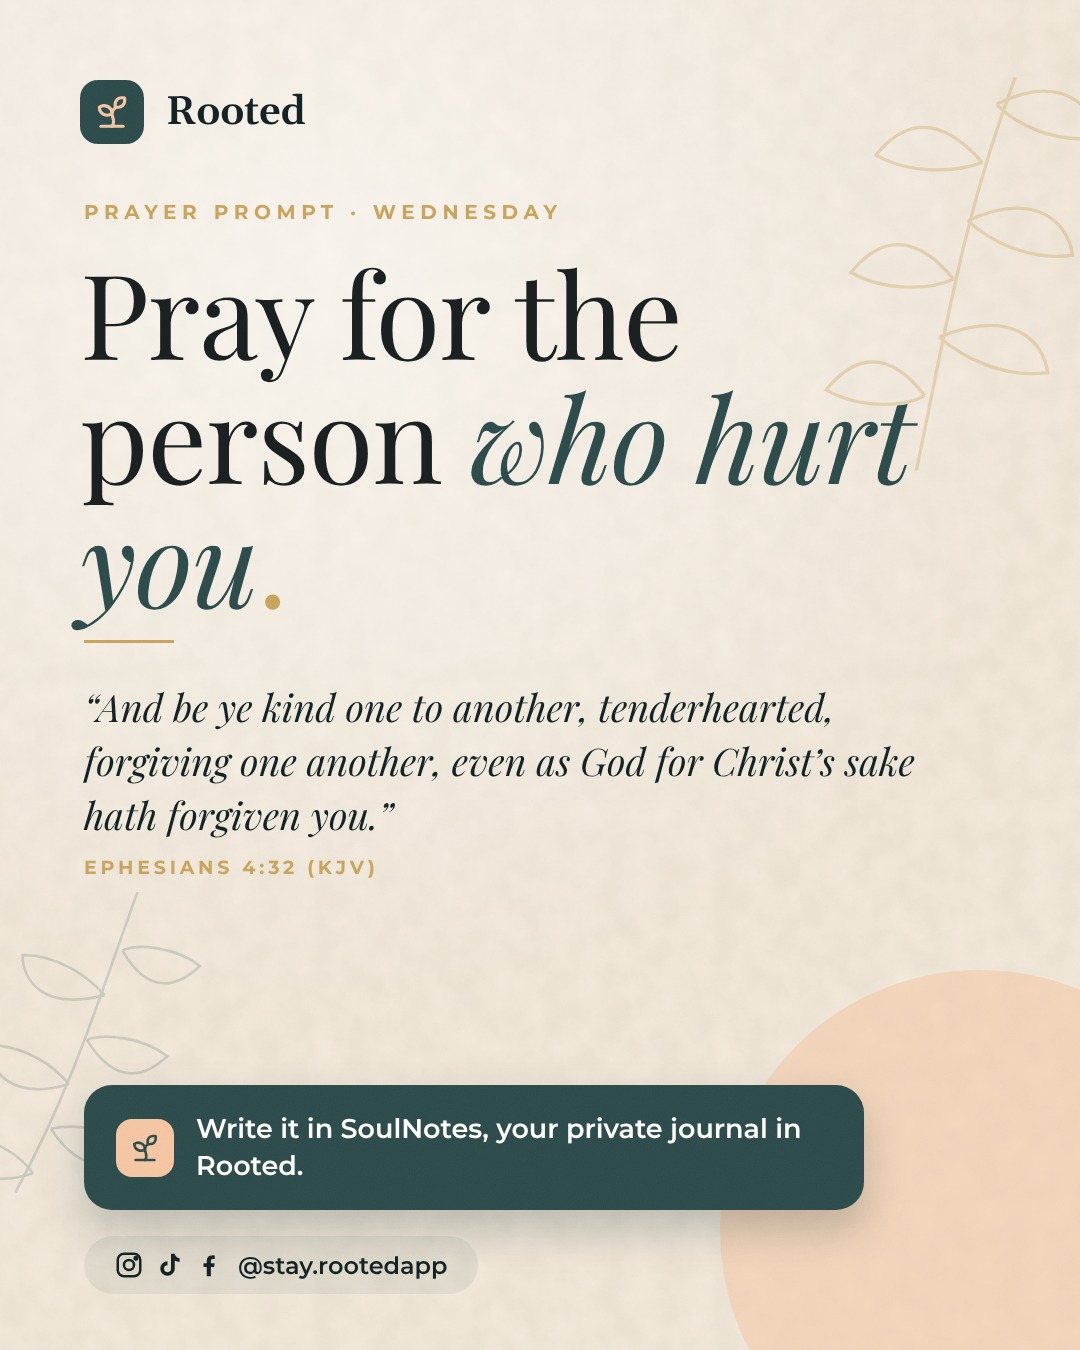 Rooted
PRAYER PROMPT · WEDNESDAY
Pray for the
person who hurt
you.
“And be ye kind one to another, tenderhearted,
forgiving one another, even as God for Christ’s sake
hath forgiven you.”
EPHESIANS 4:32 (KJV)
Write it in SoulNotes, your private journal in
Rooted.
@stay.rootedapp